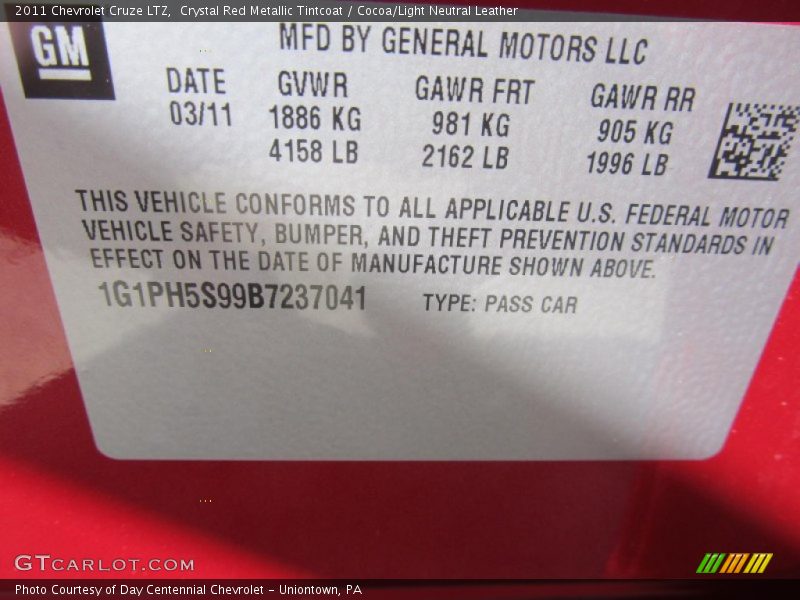 2011 Chevrolet Cruze LTZ, Crystal Red Metallic Tintcoat / Cocoa/Light Neutral Leather
GM
MFD BY GENERAL MOTORS LLC
DATE GVWR GAWR FRT GAWR RR
03/11 1886 KG 981 KG 905 KG
4158 LB 2162 LB 1996 LB
THIS VEHICLE CONFORMS TO ALL APPLICABLE U.S. FEDERAL MOTOR
VEHICLE SAFETY, BUMPER, AND THEFT PREVENTION STANDARDS IN
EFFECT ON THE DATE OF MANUFACTURE SHOWN ABOVE.
1G1PH5S99B7237041 TYPE: PASS CAR
GTCARLOT.COM
Photo Courtesy of Day Centennial Chevrolet - Uniontown, PA